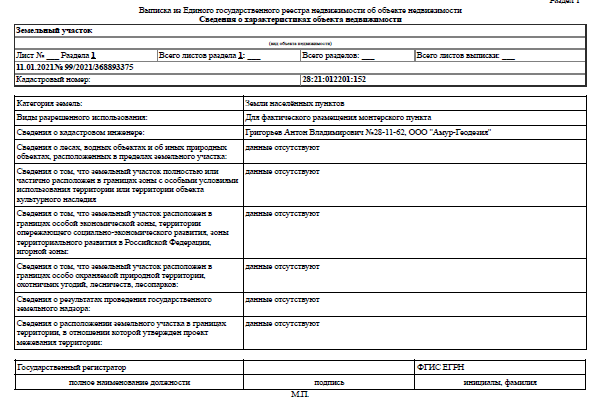 Раздел 1
Выписка из Единого государственного реестра недвижимости об объекте недвижимости
Сведения о характеристиках объекта недвижимости
Земельный участок
(вид объекта недвижимости)
Лист № ___ Раздела 1 Всего листов раздела 1: ___ Всего разделов: ___ Всего листов выписки: ___
11.01.2021№ 99/2021/368893375
Кадастровый номер: 28:21:012201:152
Категория земель: Земли населённых пунктов
Виды разрешенного использования: Для фактического размещения монтерского пункта
Сведения о кадастровом инженере: Григорьев Антон Владимирович №28-11-62, ООО "Амур-Геодезия"
Сведения о лесах, водных объектах и об иных природных
объектах, расположенных в пределах земельного участка:
данные отсутствуют
Сведения о том, что земельный участок полностью или
частично расположен в границах зоны с особыми условиями
использования территории или территории объекта
культурного наследия
данные отсутствуют
Сведения о том, что земельный участок расположен в
границах особой экономической зоны, территории
опережающего социально-экономического развития, зоны
территориального развития в Российской Федерации,
игорной зоны:
данные отсутствуют
Сведения о том, что земельный участок расположен в
границах особо охраняемой природной территории,
охотничьих угодий, лесничеств, лесопарков:
данные отсутствуют
Сведения о результатах проведения государственного
земельного надзора:
данные отсутствуют
Сведения о расположении земельного участка в границах
территории, в отношении которой утвержден проект
межевания территории:
данные отсутствуют
Государственный регистратор ФГИС ЕГРН
полное наименование должности подпись инициалы, фамилия
М.П.